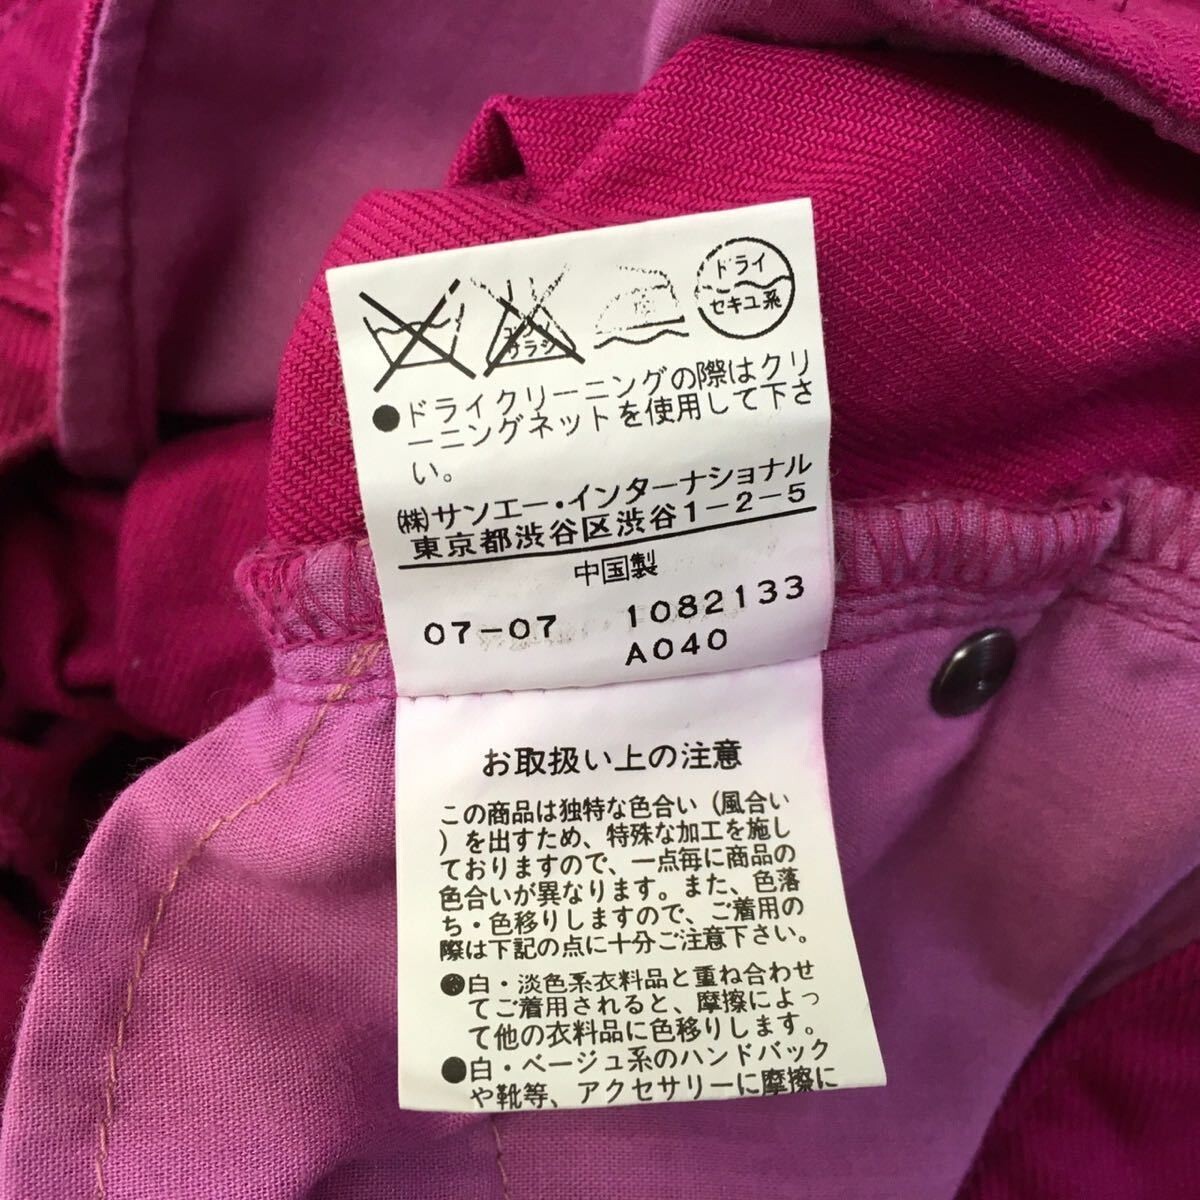 ドライ
セキユ系
エンソ
サラシ
●ドライクリーニングの際はクリ
ーニングネットを使用して下さ
い。
㈱サンエー・インターナショナル
東京都渋谷区渋谷1-2-5
中国製
07-07 1082133
A040
お取扱い上の注意
この商品は独特な色合い（風合い
）を出すため、特殊な加工を施し
ておりますので、一点毎に商品の
色合いが異なります。また、色落
ち・色移りしますので、ご着用の
際は下記の点に十分ご注意下さい。
●白・淡色系衣料品と重ね合わせ
てご着用されると、摩擦によっ
て他の衣料品に色移りします。
●白・ベージュ系のハンドバック
や靴等、アクセサリーに摩擦に